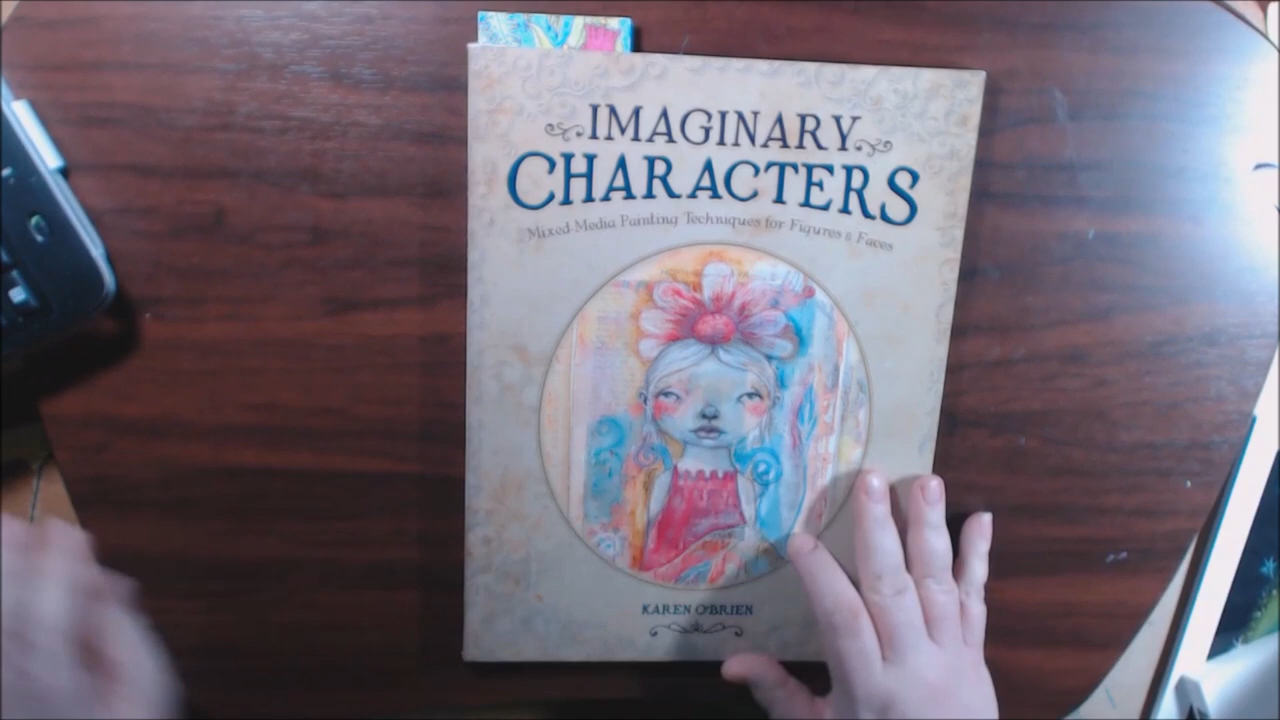 IMAGINARY
CHARACTERS
Mixed-Media Painting Techniques for Figures & Faces
KAREN O'BRIEN